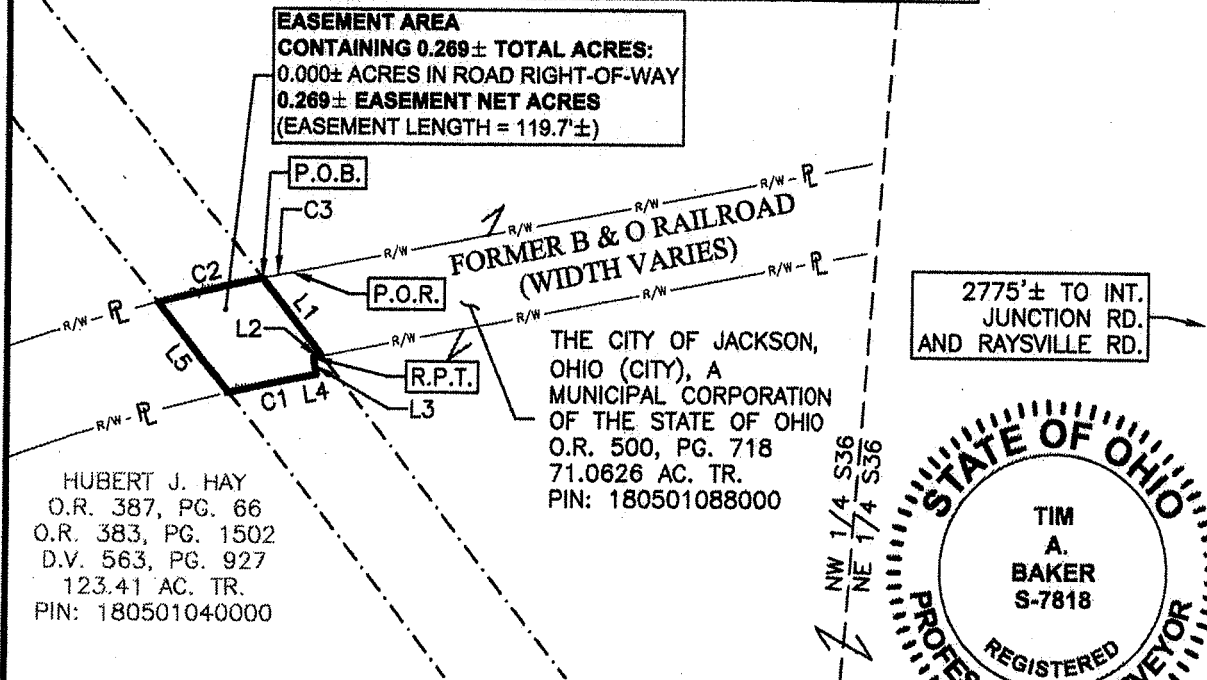 EASEMENT AREA
CONTAINING 0.269± TOTAL ACRES:
0.000± ACRES IN ROAD RIGHT-OF-WAY
0.269± EASEMENT NET ACRES
(EASEMENT LENGTH = 119.7'±)
P.O.B.
C3
R/W
R/W
R/W
R/W
R/W - PL
FORMER B & O RAILROAD
(WIDTH VARIES)
C2
P.O.R.
L1
R/W - PL
L2
R/W
R/W
R/W - PL
L5
R.P.T.
C1
L4
L3
R/W - PL
2775'± TO INT.
JUNCTION RD.
AND RAYSVILLE RD.
THE CITY OF JACKSON,
OHIO (CITY), A
MUNICIPAL CORPORATION
OF THE STATE OF OHIO
O.R. 500, PG. 718
71.0626 AC. TR.
PIN: 180501088000
HUBERT J. HAY
O.R. 387, PG. 66
O.R. 383, PG. 1502
D.V. 563, PG. 927
123.41 AC. TR.
PIN: 180501040000
NW 1/4 S36
NE 1/4 S36
STATE OF OHIO
TIM
A.
BAKER
S-7818
REGISTERED